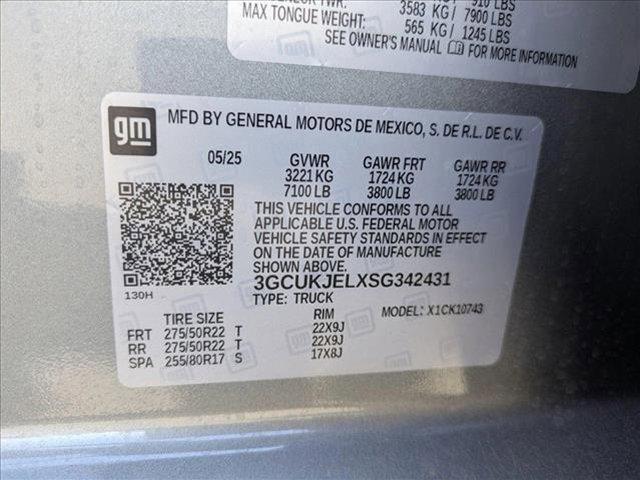 3583 KG / 7900 LBS
MAX TONGUE WEIGHT: 565 KG / 1245 LBS
SEE OWNER'S MANUAL FOR MORE INFORMATION
gm
MFD BY GENERAL MOTORS DE MEXICO, S. DE R.L. DE C.V.
05/25 GVWR GAWR FRT GAWR RR
3221 KG 1724 KG 1724 KG
7100 LB 3800 LB 3800 LB
THIS VEHICLE CONFORMS TO ALL
APPLICABLE U.S. FEDERAL MOTOR
VEHICLE SAFETY STANDARDS IN EFFECT
ON THE DATE OF MANUFACTURE
SHOWN ABOVE.
3GCUKJELXSG342431
130H
TYPE: TRUCK
MODEL: X1CK10743
TIRE SIZE RIM
FRT 275/50R22 T 22X9J
RR 275/50R22 T 22X9J
SPA 255/80R17 S 17X8J